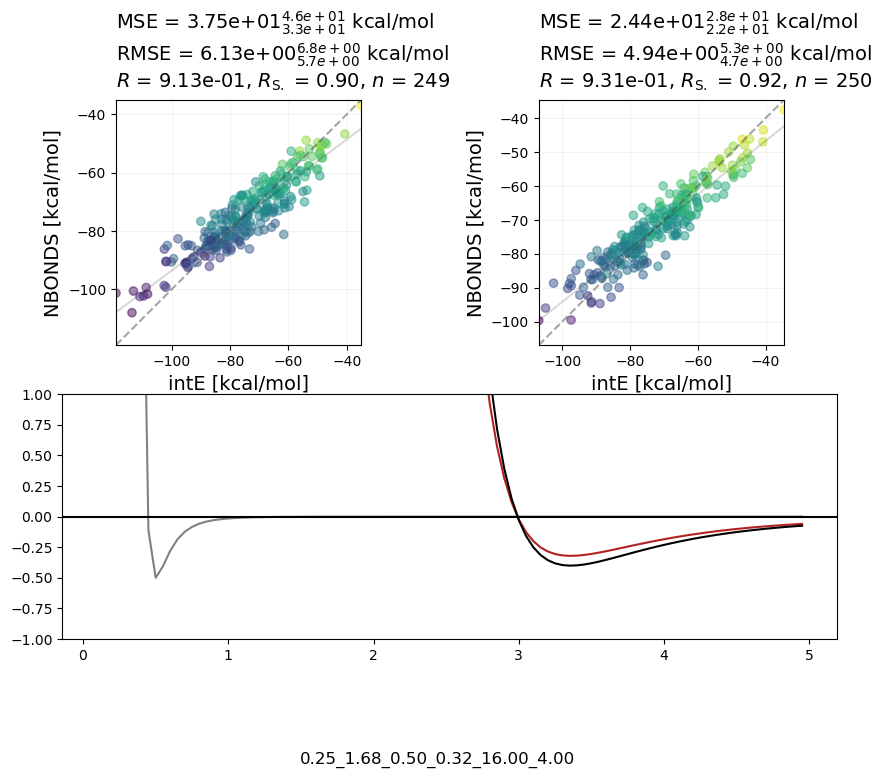 MSE = 3.75e+01^{4.6e+01}_{3.3e+01} kcal/mol
RMSE = 6.13e+00^{6.8e+00}_{5.7e+00} kcal/mol
R = 9.13e-01, R_{S.} = 0.90, n = 249
MSE = 2.44e+01^{2.8e+01}_{2.2e+01} kcal/mol
RMSE = 4.94e+00^{5.3e+00}_{4.7e+00} kcal/mol
R = 9.31e-01, R_{S.} = 0.92, n = 250
NBONDS [kcal/mol]
−40
−60
−80
−100
−100 −80 −60 −40
intE [kcal/mol]
NBONDS [kcal/mol]
−40
−50
−60
−70
−80
−90
−100
−100 −80 −60 −40
intE [kcal/mol]
1.00
0.75
0.50
0.25
0.00
−0.25
−0.50
−0.75
−1.00
0 1 2 3 4 5
0.25_1.68_0.50_0.32_16.00_4.00